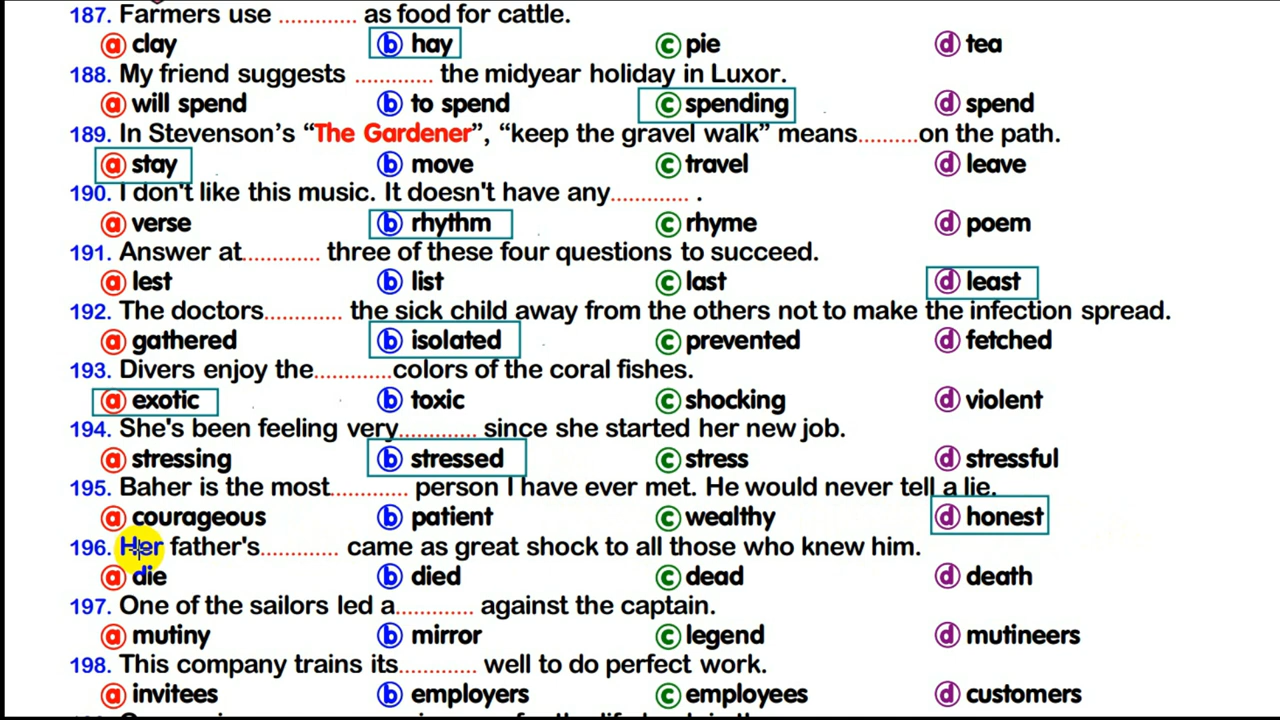 187. Farmers use ............. as food for cattle.
a clay b hay c pie d tea
188. My friend suggests ............. the midyear holiday in Luxor.
a will spend b to spend c spending d spend
189. In Stevenson's “The Gardener”, “keep the gravel walk” means..........on the path.
a stay b move c travel d leave
190. I don't like this music. It doesn't have any............. .
a verse b rhythm c rhyme d poem
191. Answer at............. three of these four questions to succeed.
a lest b list c last d least
192. The doctors............. the sick child away from the others not to make the infection spread.
a gathered b isolated c prevented d fetched
193. Divers enjoy the.............colors of the coral fishes.
a exotic b toxic c shocking d violent
194. She's been feeling very............. since she started her new job.
a stressing b stressed c stress d stressful
195. Baher is the most............. person I have ever met. He would never tell a lie.
a courageous b patient c wealthy d honest
196. Her father's............. came as great shock to all those who knew him.
a die b died c dead d death
197. One of the sailors led a............. against the captain.
a mutiny b mirror c legend d mutineers
198. This company trains its............. well to do perfect work.
a invitees b employers c employees d customers